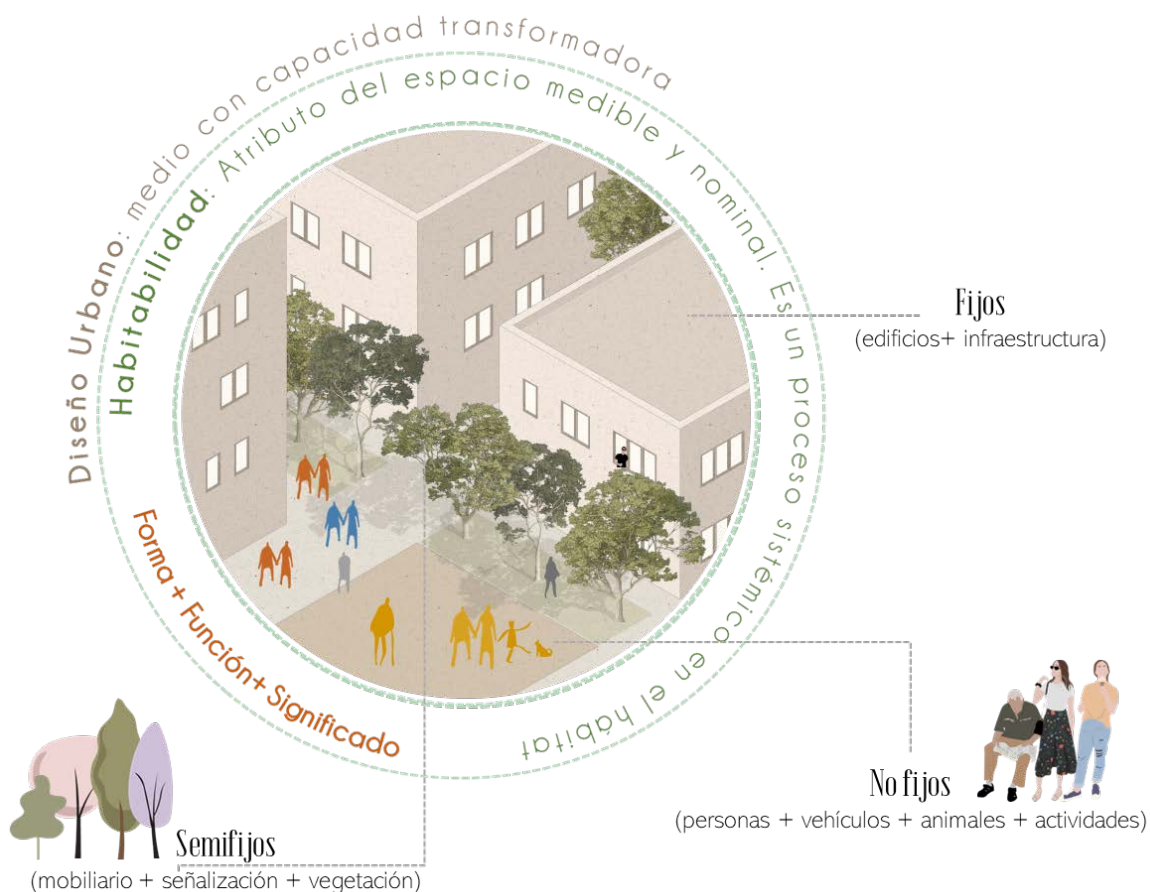 Diseño Urbano: medio con capacidad transformadora
Habitabilidad: Atributo del espacio medible y nominal. Es un proceso sistémico en el hábitat
Forma + Función+ Significado
Fijos
(edificios+ infraestructura)
No fijos
(personas + vehículos + animales + actividades)
Semifijos
(mobiliario + señalización + vegetación)